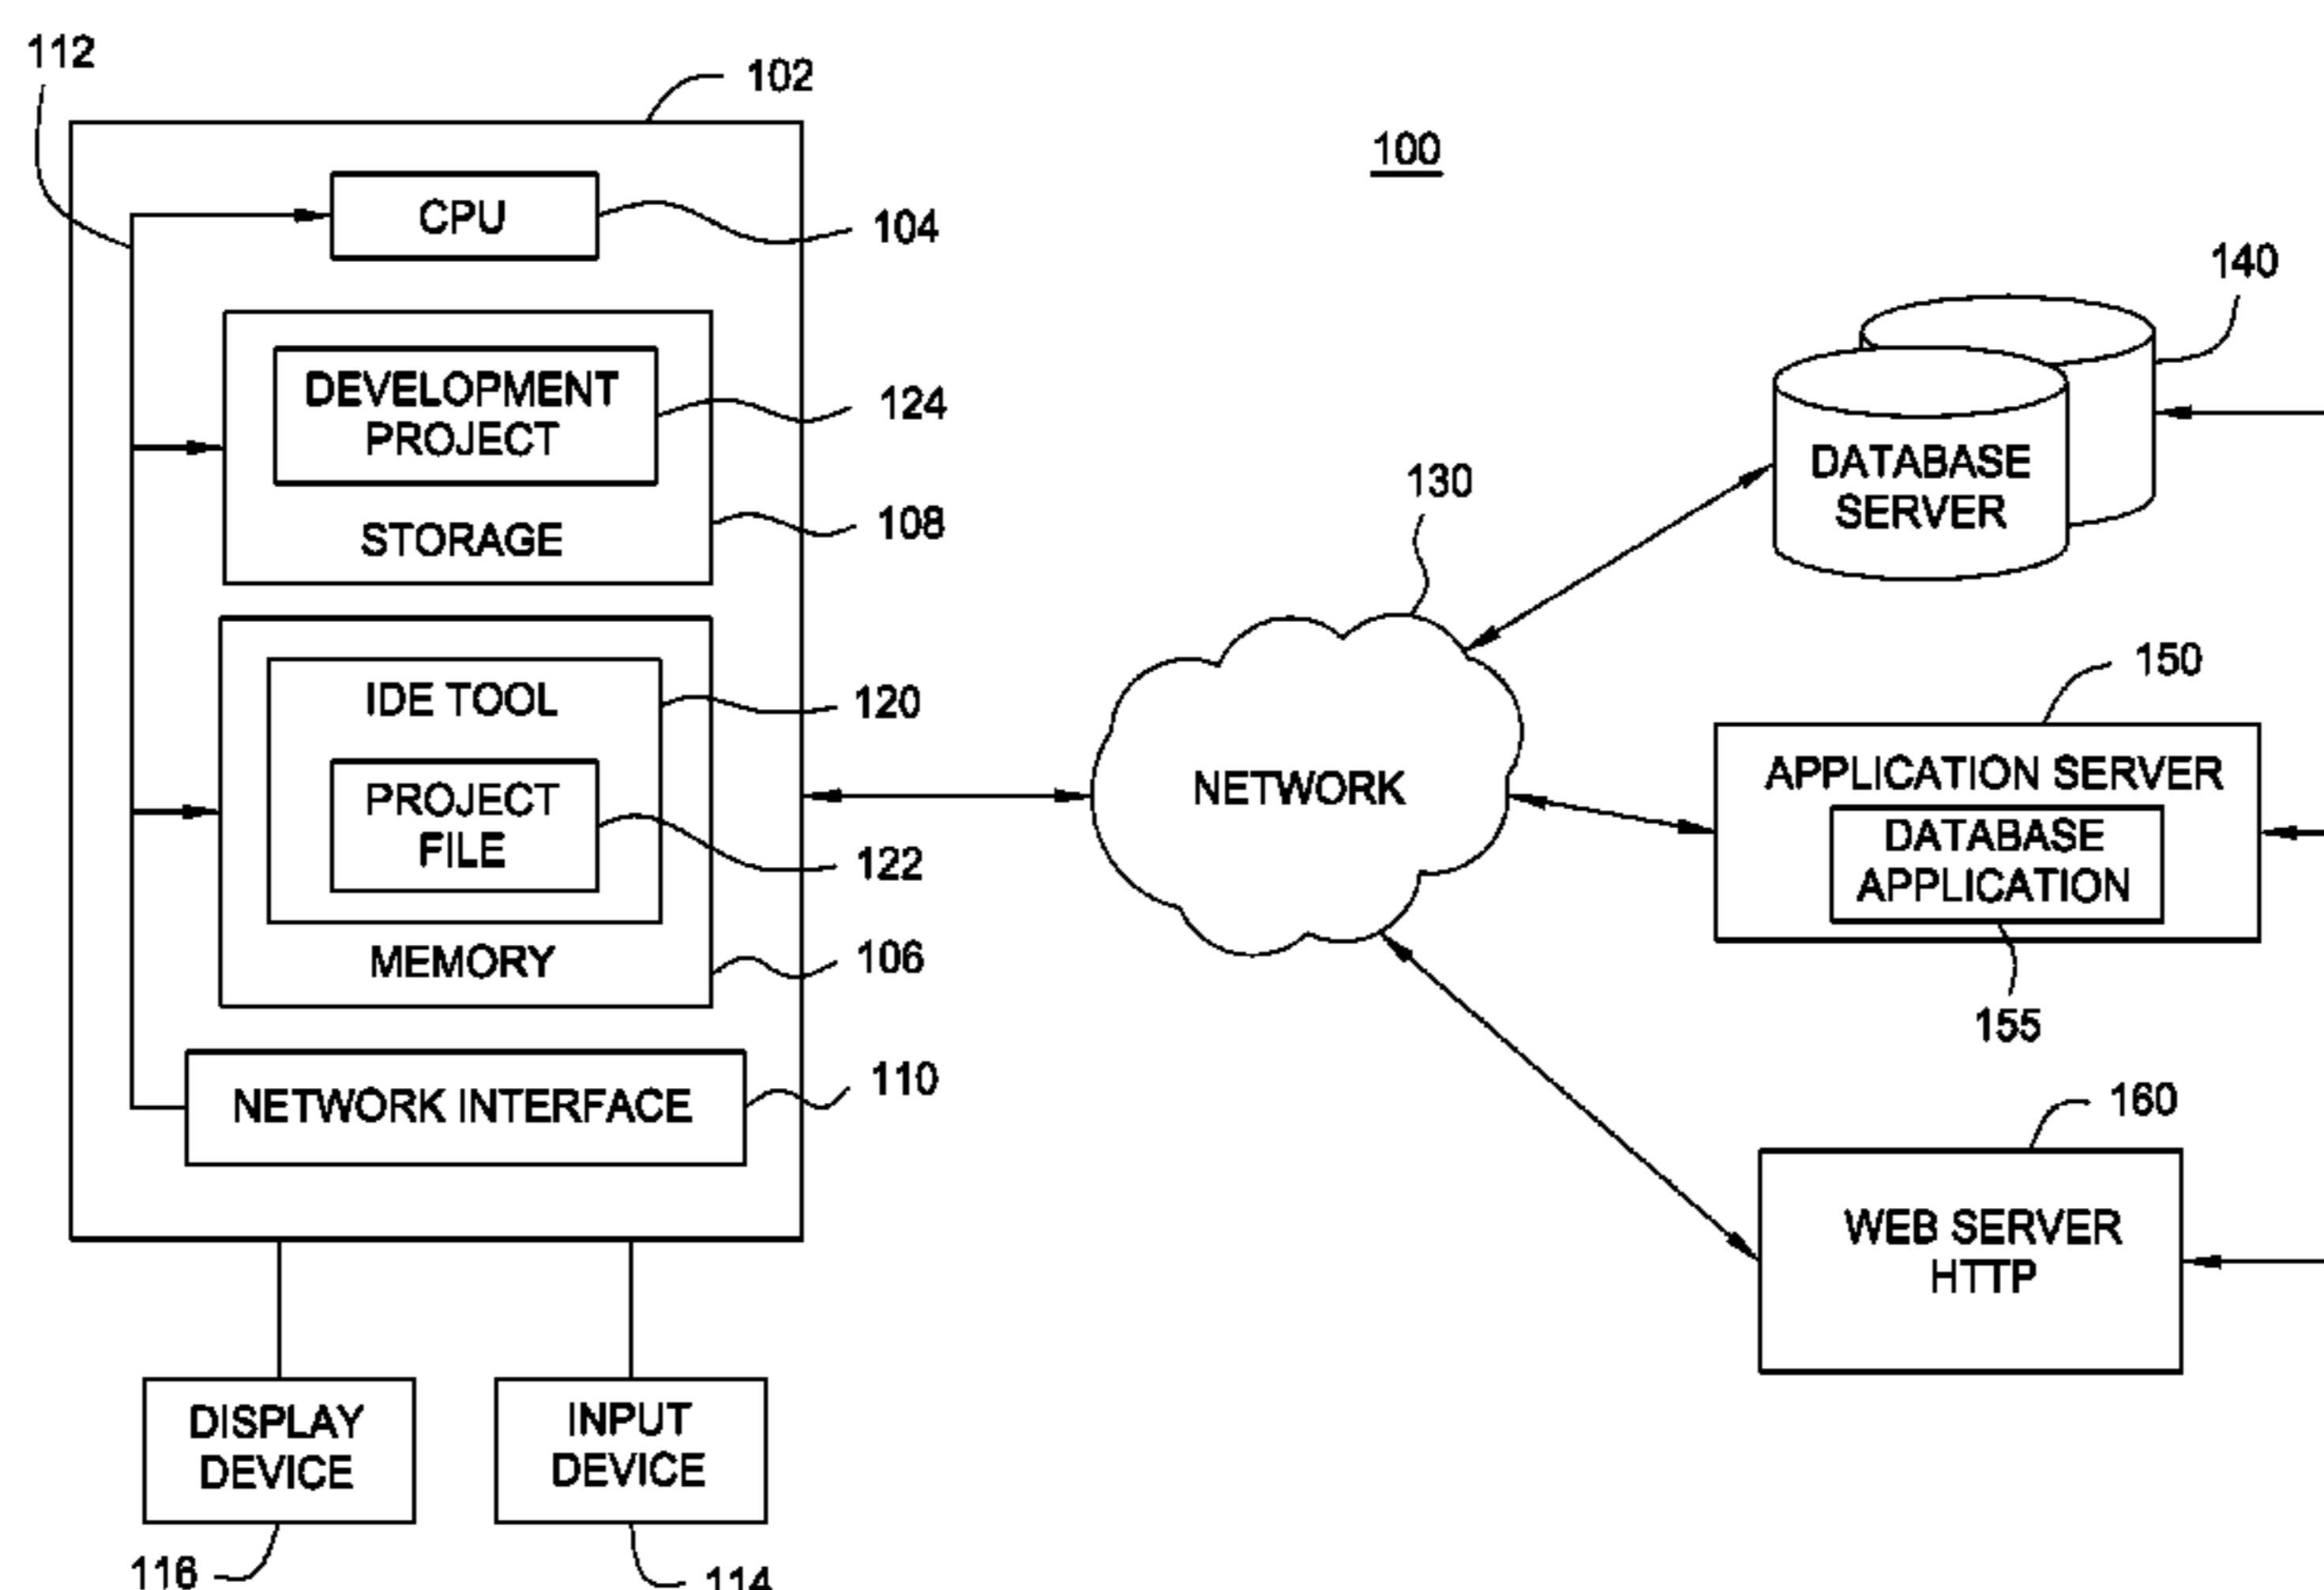 112
102
100
CPU
104
140
DEVELOPMENT
PROJECT
124
STORAGE
108
DATABASE
SERVER
130
IDE TOOL
120
PROJECT
FILE
122
MEMORY
106
NETWORK
150
APPLICATION SERVER
DATABASE
APPLICATION
155
NETWORK INTERFACE
110
160
WEB SERVER
HTTP
DISPLAY
DEVICE
INPUT
DEVICE
116
114